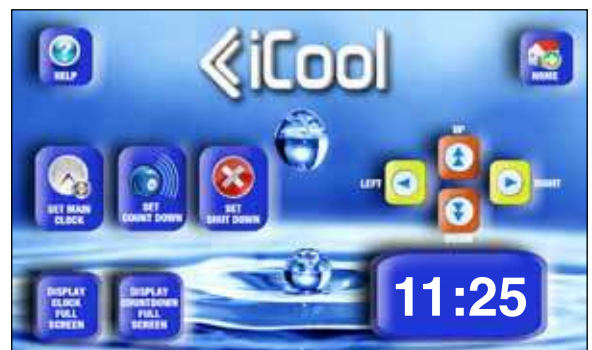 HELP
iCool
HOME
SET MAIN
CLOCK
SET
COUNT DOWN
SET
SHUT DOWN
UP
LEFT
RIGHT
DISPLAY
CLOCK
FULL
SCREEN
DISPLAY
COUNTDOWN
FULL
SCREEN
11:25